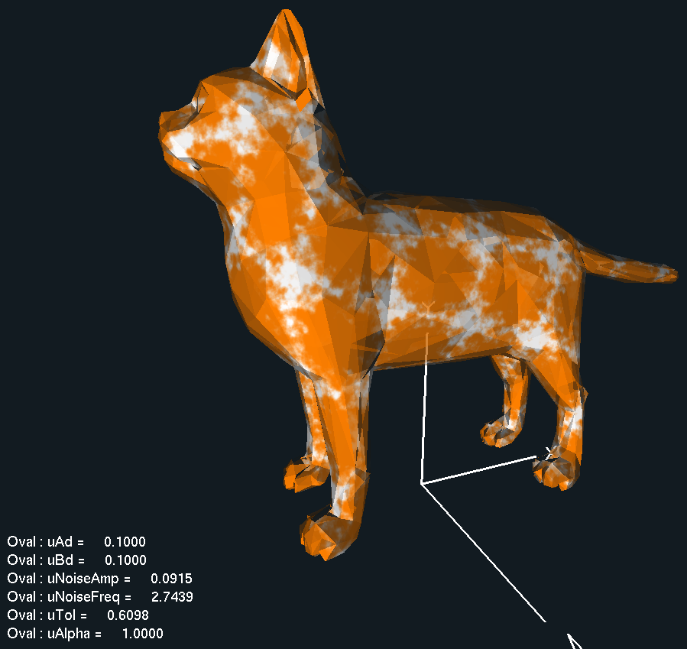 Y
X
Oval : uAd = 0.1000
Oval : uBd = 0.1000
Oval : uNoiseAmp = 0.0915
Oval : uNoiseFreq = 2.7439
Oval : uTol = 0.6098
Oval : uAlpha = 1.0000